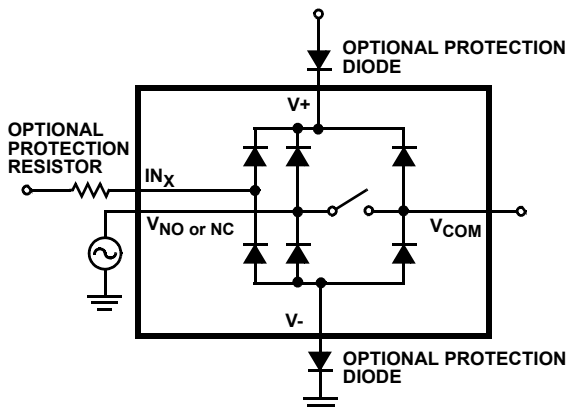 OPTIONAL PROTECTION
DIODE
V+
OPTIONAL
PROTECTION
RESISTOR
INX
VNO or NC
VCOM
V-
OPTIONAL PROTECTION
DIODE